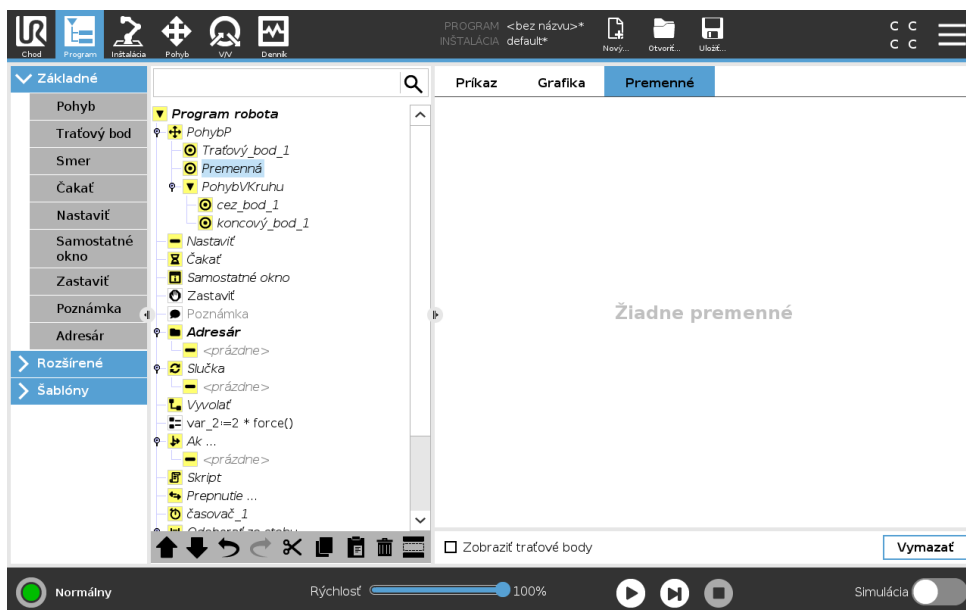 PROGRAM <bez názvu>*
INŠTALÁCIA default*
Chod
Program
Inštalácia
Pohyb
V/V
Denník
Nový...
Otvoriť...
Uložiť...
C C
C C
Základné
Pohyb
Traťový bod
Smer
Čakať
Nastaviť
Samostatné
okno
Zastaviť
Poznámka
Adresár
Rozšírené
Šablóny
Program robota
PohybP
Traťový_bod_1
Premenná
PohybVKruhu
cez_bod_1
koncový_bod_1
Nastaviť
Čakať
Samostatné okno
Zastaviť
Poznámka
Adresár
<prázdne>
Slučka
<prázdne>
Vyvolať
var_2:=2 * force()
Ak ...
<prázdne>
Skript
Prepnutie ...
časovač_1
Príkaz
Grafika
Premenné
Žiadne premenné
Zobraziť traťové body
Vymazať
Normálny
Rýchlosť
100%
Simulácia